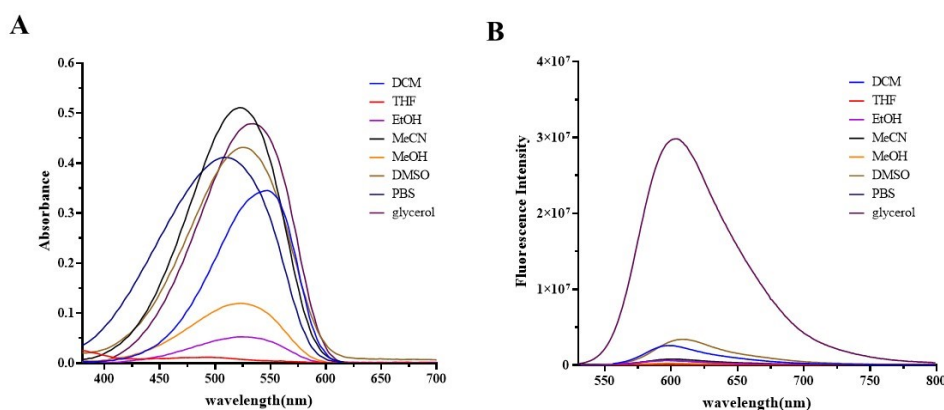 A
Absorbance
0.6
0.5
0.4
0.3
0.2
0.1
0.0
400
450
500
550
600
650
700
wavelength(nm)
DCM
THF
EtOH
MeCN
MeOH
DMSO
PBS
glycerol
B
Fluorescence Intensity
4×10⁷
3×10⁷
2×10⁷
1×10⁷
0
550
600
650
700
750
800
wavelength(nm)
DCM
THF
EtOH
MeCN
MeOH
DMSO
PBS
glycerol